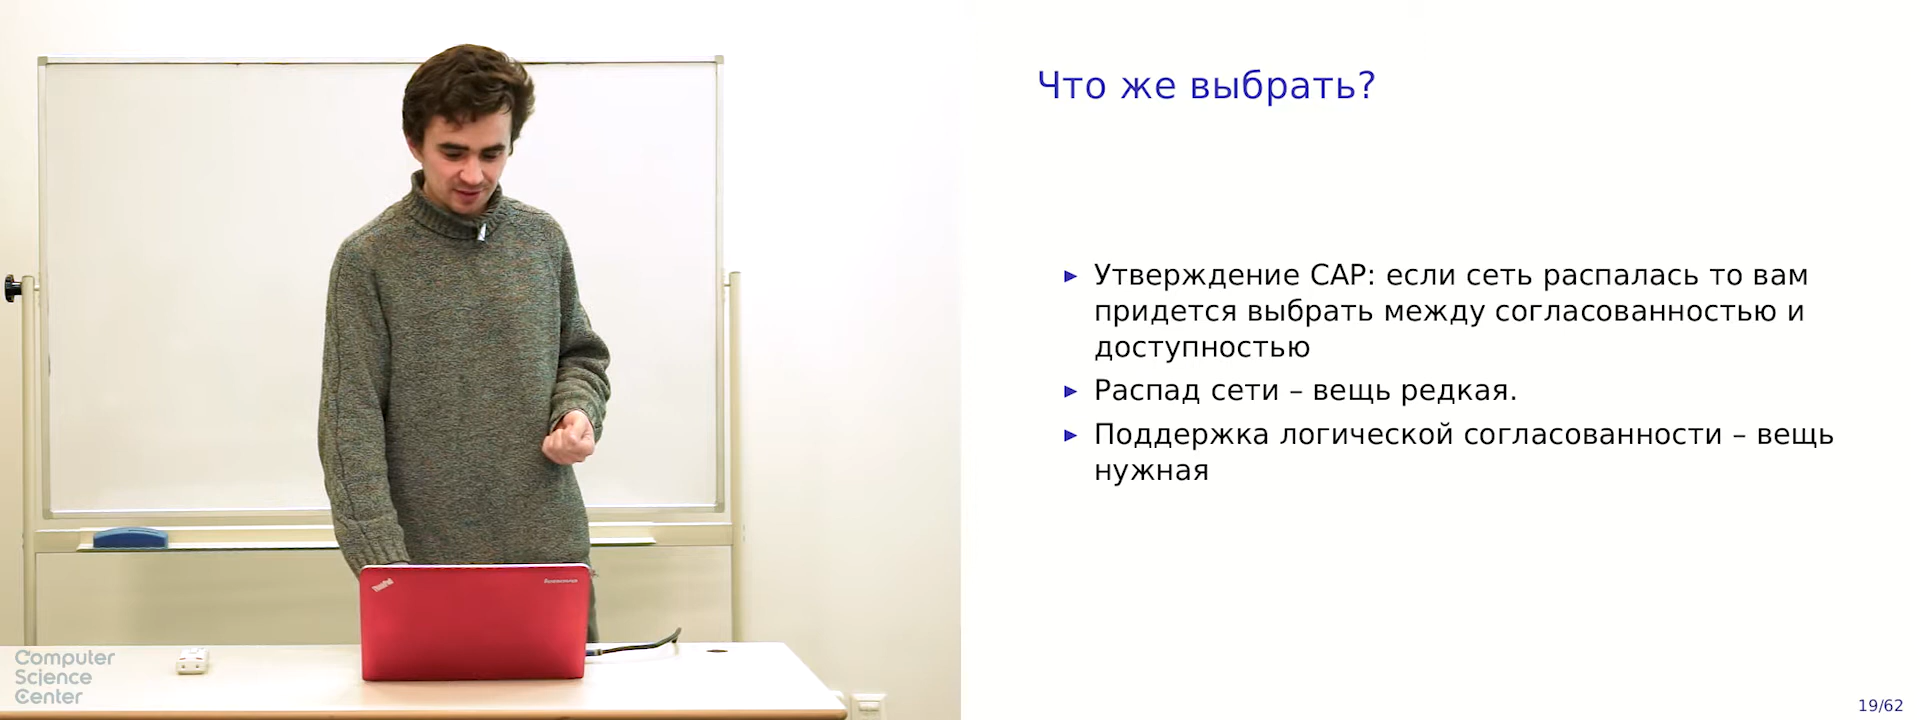 Что же выбрать?
Утверждение CAP: если сеть распалась то вам
придется выбрать между согласованностью и
доступностью
Распад сети – вещь редкая.
Поддержка логической согласованности – вещь
нужная
19/62
Computer
Science
Center
ThinkPad